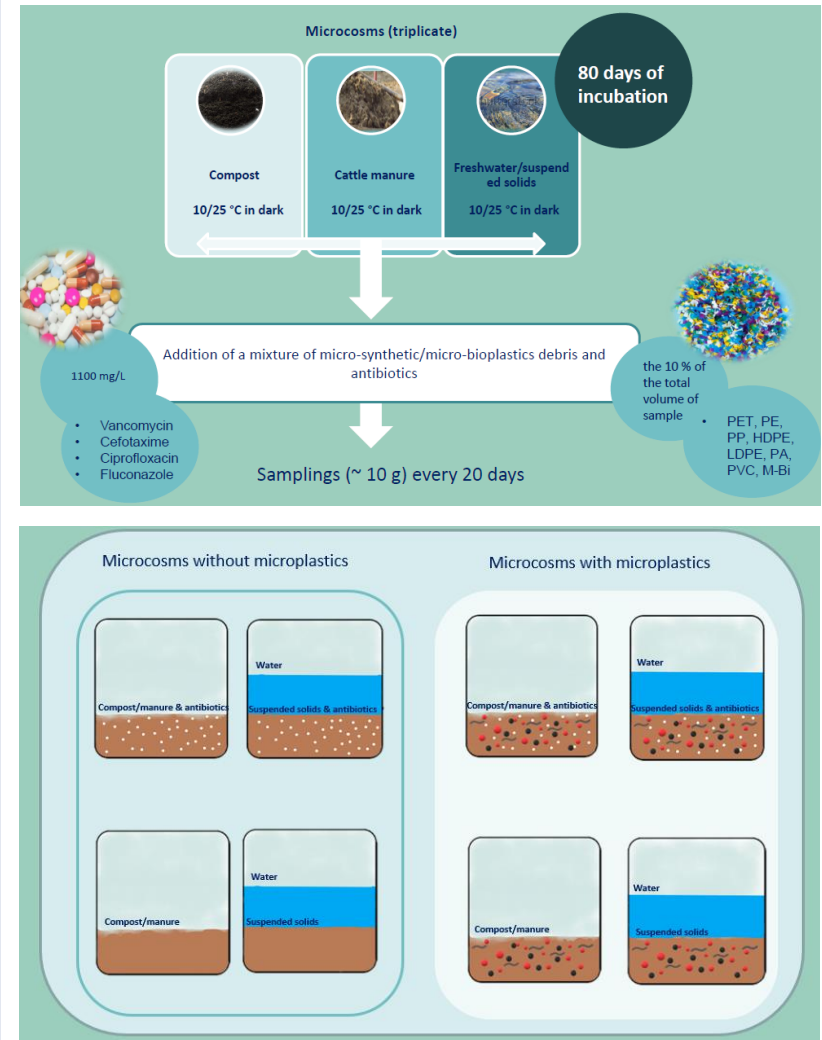 Microcosms (triplicate)
80 days of
incubation
Compost
10/25 °C in dark
Cattle manure
10/25 °C in dark
Freshwater/suspend
ed solids
10/25 °C in dark
Addition of a mixture of micro-synthetic/micro-bioplastics debris and
antibiotics
1100 mg/L
• Vancomycin
• Cefotaxime
• Ciprofloxacin
• Fluconazole
the 10 % of
the total
volume of
sample
• PET, PE,
PP, HDPE,
LDPE, PA,
PVC, M-Bi
Samplings (~ 10 g) every 20 days
Microcosms without microplastics
Microcosms with microplastics
Compost/manure & antibiotics
Water
Suspended solids & antibiotics
Compost/manure & antibiotics
Water
Suspended solids & antibiotics
Compost/manure
Water
Suspended solids
Compost/manure
Water
Suspended solids